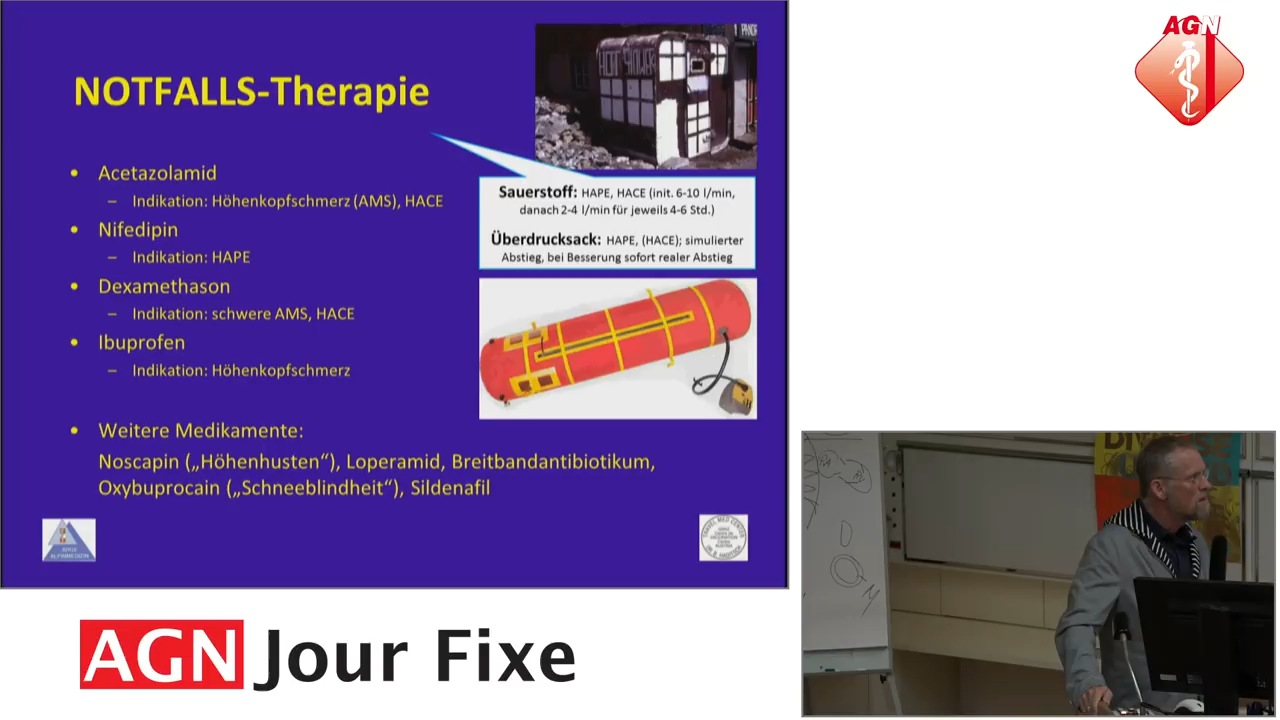 NOTFALLS-Therapie
HOT SHOWER
• Acetazolamid
– Indikation: Höhenkopfschmerz (AMS), HACE
• Nifedipin
– Indikation: HAPE
• Dexamethason
– Indikation: schwere AMS, HACE
• Ibuprofen
– Indikation: Höhenkopfschmerz
• Weitere Medikamente:
Noscapin („Höhenhusten“), Loperamid, Breitbandantibiotikum,
Oxybuprocain („Schneeblindheit“), Sildenafil
Sauerstoff: HAPE, HACE (init. 6-10 l/min,
danach 2-4 l/min für jeweils 4-6 Std.)
Überdrucksack: HAPE, (HACE); simulierter
Abstieg, bei Besserung sofort realer Abstieg
AGN
AGN Jour Fixe